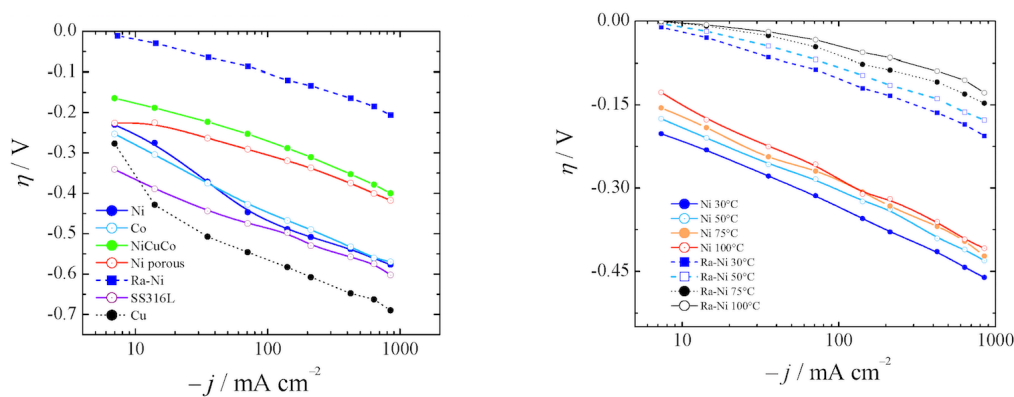 0.0
-0.1
-0.2
-0.3
-0.4
-0.5
-0.6
-0.7
η / V
Ni
Co
NiCuCo
Ni porous
Ra-Ni
SS316L
Cu
10
100
1000
−j / mA cm⁻²
0.00
-0.15
-0.30
-0.45
η / V
Ni 30°C
Ni 50°C
Ni 75°C
Ni 100°C
Ra-Ni 30°C
Ra-Ni 50°C
Ra-Ni 75°C
Ra-Ni 100°C
10
100
1000
−j / mA cm⁻²